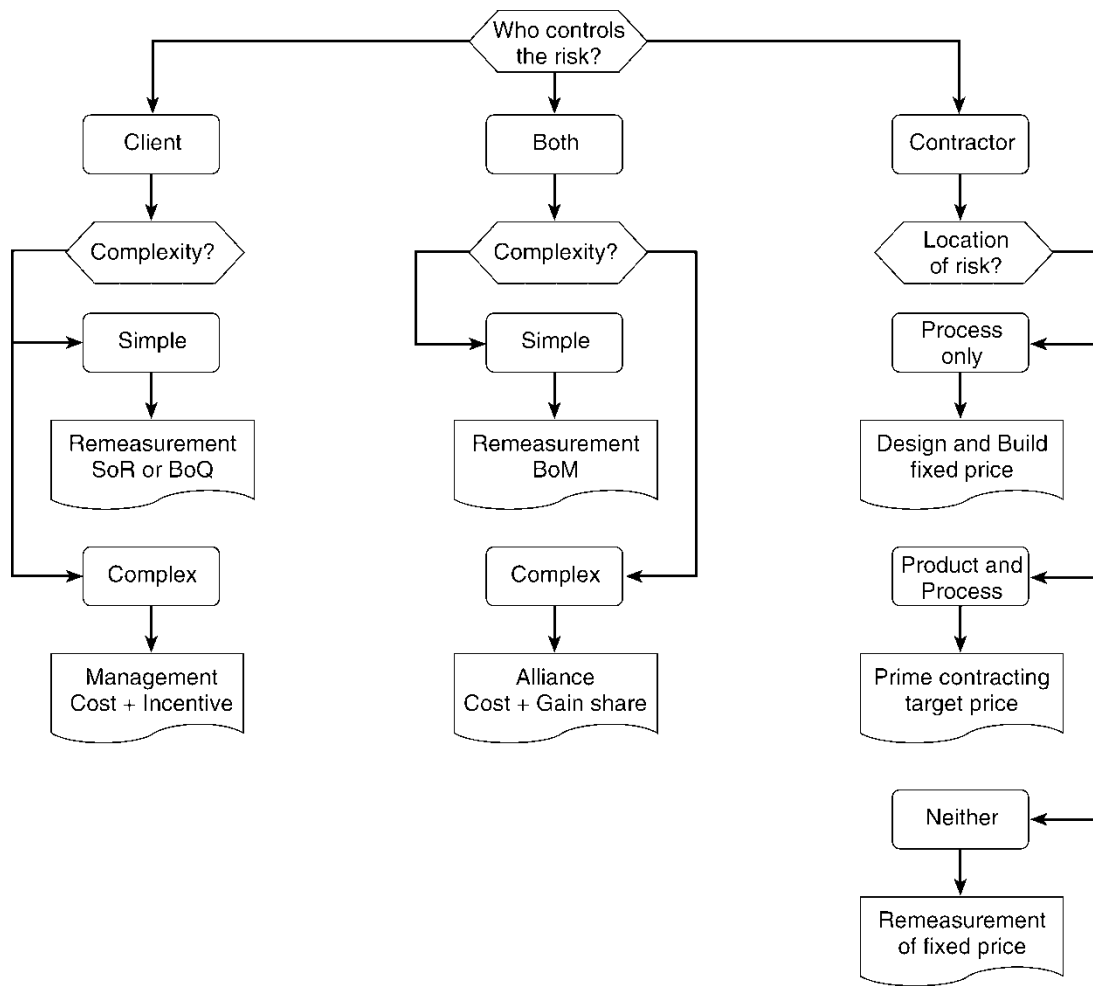 Who controls
the risk?
Client
Both
Contractor
Complexity?
Complexity?
Location
of risk?
Simple
Simple
Process
only
Remeasurement
SoR or BoQ
Remeasurement
BoM
Design and Build
fixed price
Complex
Complex
Product and
Process
Management
Cost + Incentive
Alliance
Cost + Gain share
Prime contracting
target price
Neither
Remeasurement
of fixed price